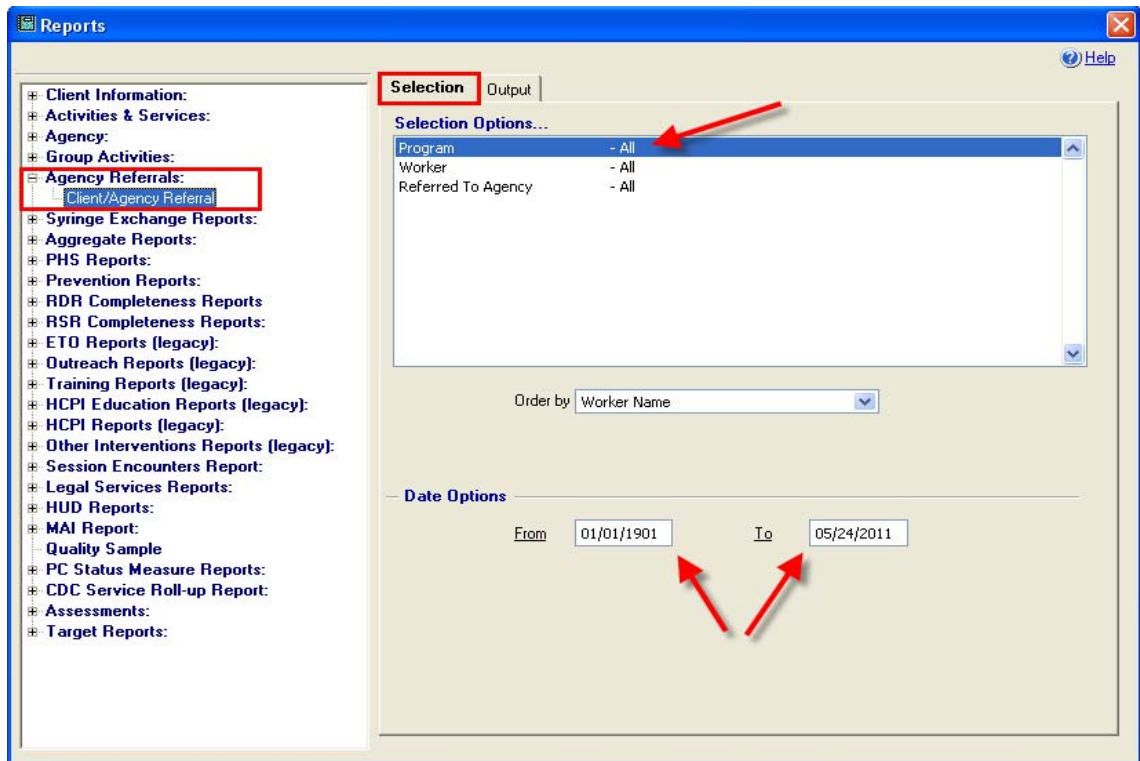 Reports
Help
Client Information:
Activities & Services:
Agency:
Group Activities:
Agency Referrals:
Client/Agency Referral
Syringe Exchange Reports:
Aggregate Reports:
PHS Reports:
Prevention Reports:
RDR Completeness Reports
RSR Completeness Reports:
ETO Reports (legacy):
Outreach Reports (legacy):
Training Reports (legacy):
HCPI Education Reports (legacy):
HCPI Reports (legacy):
Other Interventions Reports (legacy):
Session Encounters Report:
Legal Services Reports:
HUD Reports:
MAI Report:
Quality Sample
PC Status Measure Reports:
CDC Service Roll-up Report:
Assessments:
Target Reports:
Selection Output
Selection Options...
Program - All
Worker - All
Referred To Agency - All
Order by Worker Name
Date Options
From 01/01/1901 To 05/24/2011